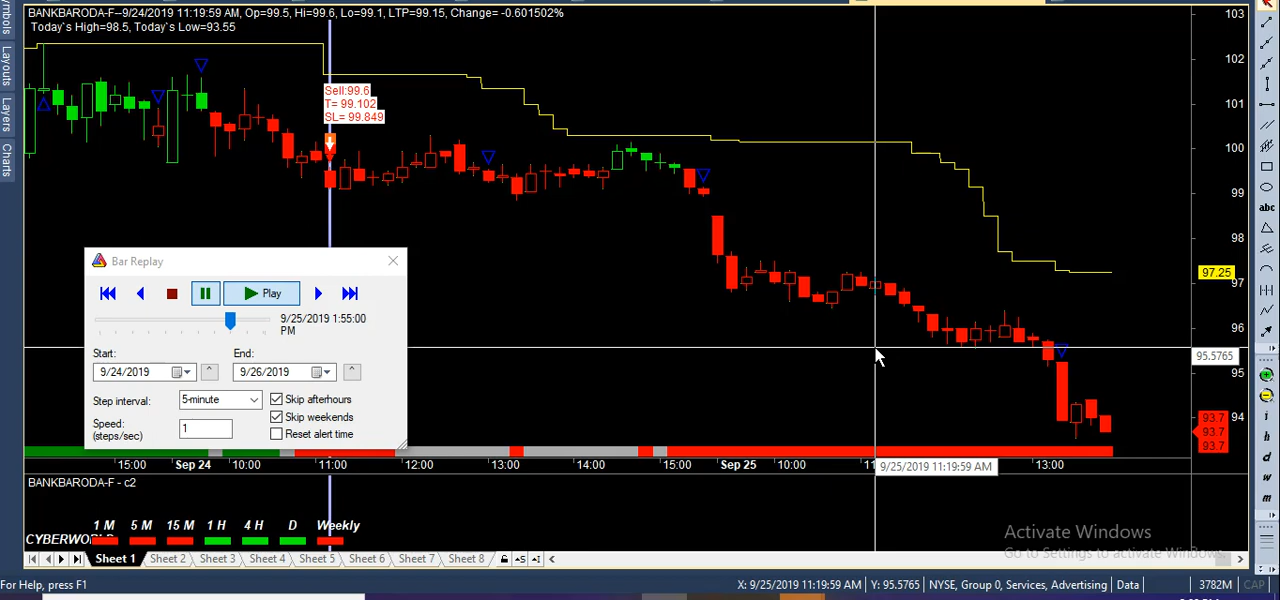 BANKBARODA-F--9/24/2019 11:19:59 AM, Op=99.5, Hi=99.6, Lo=99.1, LTP=99.15, Change= -0.601502%
Today`s High=98.5, Today`s Low=93.55
Symbols
Layouts
Layers
Charts
Sell:99.6
T= 99.102
SL= 99.849
103
102
101
100
99
98
97.25
97
96
95.5765
95
94
93.7
93.7
93.7
abc
i
h
d
w
m
Bar Replay
Play
9/25/2019 1:55:00
PM
Start:
End:
9/24/2019
^
9/26/2019
^
Step interval:
5-minute
Skip afterhours
Skip weekends
Speed:
(steps/sec)
1
Reset alert time
15:00
Sep 24
10:00
11:00
12:00
13:00
14:00
15:00
Sep 25
10:00
9/25/2019 11:19:59 AM
13:00
BANKBARODA-F - c2
1 M 5 M 15 M 1 H 4 H D Weekly
Activate Windows
Go to Settings to activate Windows.
Sheet 1 Sheet 2 Sheet 3 Sheet 4 Sheet 5 Sheet 6 Sheet 7 Sheet 8
For Help, press F1
X: 9/25/2019 11:19:59 AM Y: 95.5765 NYSE, Group 0, Services, Advertising Data 3782M CAP